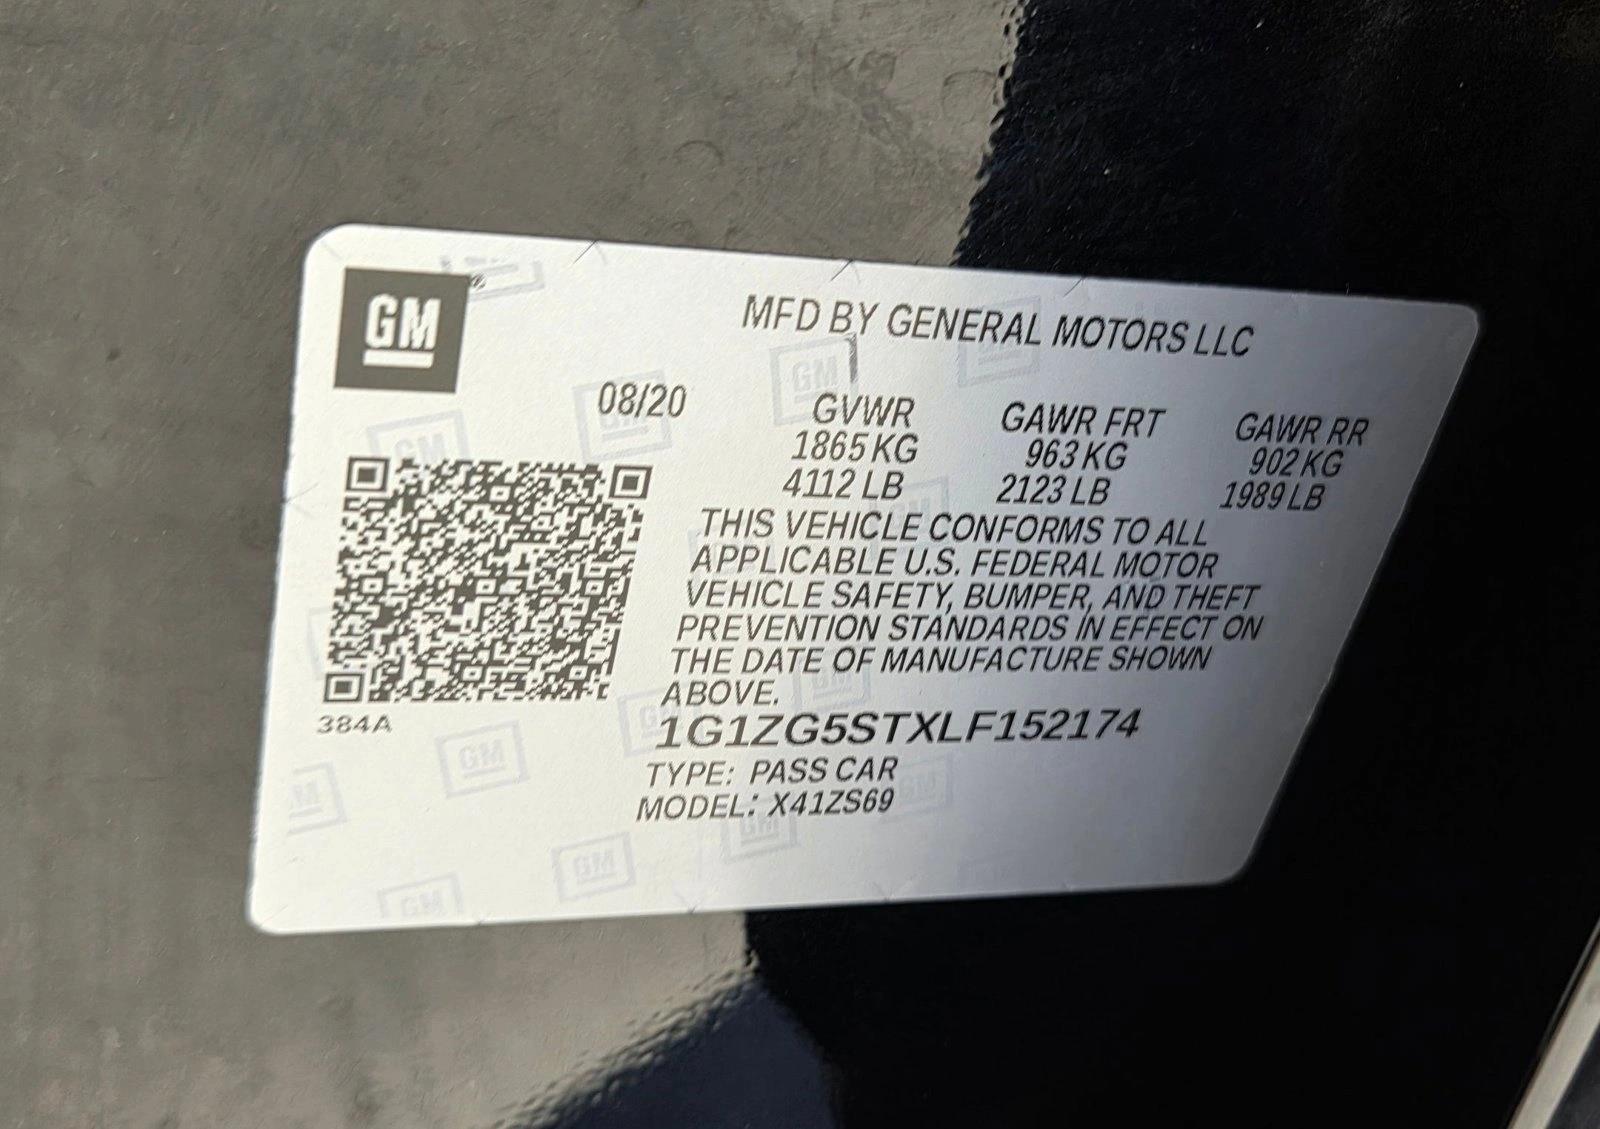 GM
MFD BY GENERAL MOTORS LLC
08/20
GVWR GAWR FRT GAWR RR
1865 KG 963 KG 902 KG
4112 LB 2123 LB 1989 LB
THIS VEHICLE CONFORMS TO ALL
APPLICABLE U.S. FEDERAL MOTOR
VEHICLE SAFETY, BUMPER, AND THEFT
PREVENTION STANDARDS IN EFFECT ON
THE DATE OF MANUFACTURE SHOWN
ABOVE.
384A
1G1ZG5STXLF152174
TYPE: PASS CAR
MODEL: X41ZS69